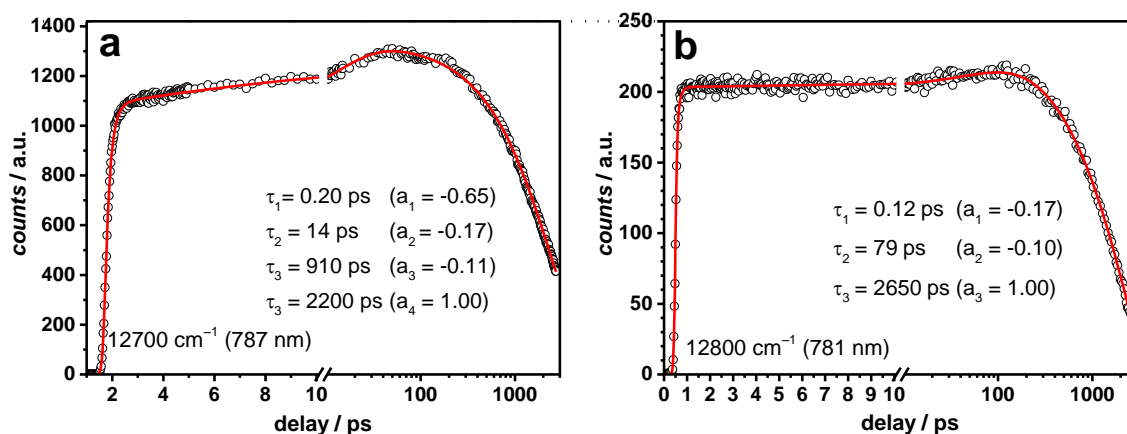 a
counts / a.u.
1400
1200
1000
800
600
400
200
0
τ1= 0.20 ps (a1 = -0.65)
τ2 = 14 ps (a2 = -0.17)
τ3 = 910 ps (a3 = -0.11)
τ3 = 2200 ps (a4 = 1.00)
12700 cm⁻¹ (787 nm)
2 4 6 8 10 100 1000
delay / ps
b
counts / a.u.
250
200
150
100
50
0
τ1 = 0.12 ps (a1 = -0.17)
τ2 = 79 ps (a2 = -0.10)
τ3 = 2650 ps (a3 = 1.00)
12800 cm⁻¹ (781 nm)
0 1 2 3 4 5 6 7 8 9 10 100 1000
delay / ps